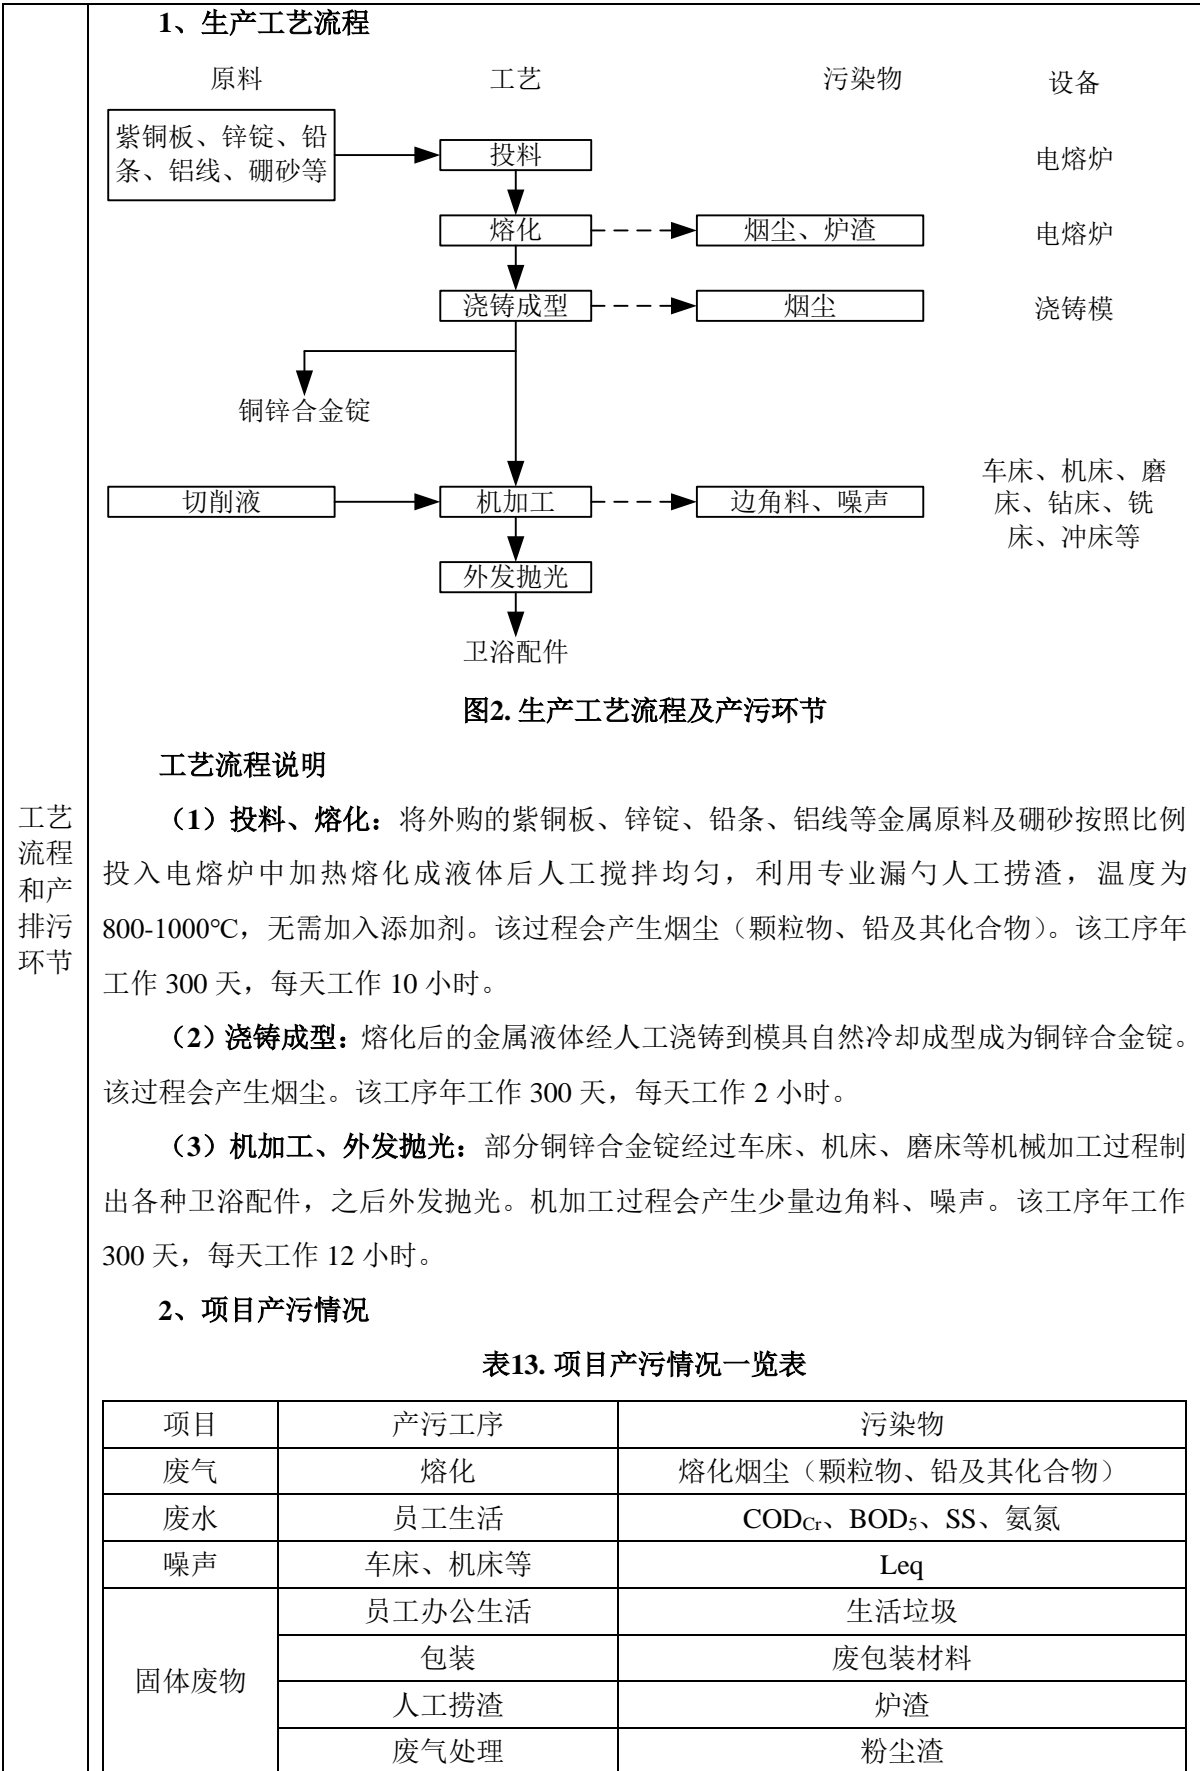 1、生产工艺流程
原料 工艺 污染物 设备
紫铜板、锌锭、铅
条、铝线、硼砂等
投料
电熔炉
熔化
烟尘、炉渣
电熔炉
浇铸成型
烟尘
浇铸模
铜锌合金锭
切削液
机加工
边角料、噪声
车床、机床、磨
床、钻床、铣
床、冲床等
外发抛光
卫浴配件
图2. 生产工艺流程及产污环节
工艺流程说明
工艺
流程
和产
排污
环节
（1）投料、熔化：将外购的紫铜板、锌锭、铅条、铝线等金属原料及硼砂按照比例
投入电熔炉中加热熔化成液体后人工搅拌均匀，利用专业漏勺人工捞渣，温度为
800-1000℃，无需加入添加剂。该过程会产生烟尘（颗粒物、铅及其化合物）。该工序年
工作 300 天，每天工作 10 小时。
（2）浇铸成型：熔化后的金属液体经人工浇铸到模具自然冷却成型成为铜锌合金锭。
该过程会产生烟尘。该工序年工作 300 天，每天工作 2 小时。
（3）机加工、外发抛光：部分铜锌合金锭经过车床、机床、磨床等机械加工过程制
出各种卫浴配件，之后外发抛光。机加工过程会产生少量边角料、噪声。该工序年工作
300 天，每天工作 12 小时。
2、项目产污情况
表13. 项目产污情况一览表
项目 产污工序 污染物
废气 熔化 熔化烟尘（颗粒物、铅及其化合物）
废水 员工生活 CODCr、BOD5、SS、氨氮
噪声 车床、机床等 Leq
固体废物
员工办公生活 生活垃圾
包装 废包装材料
人工捞渣 炉渣
废气处理 粉尘渣